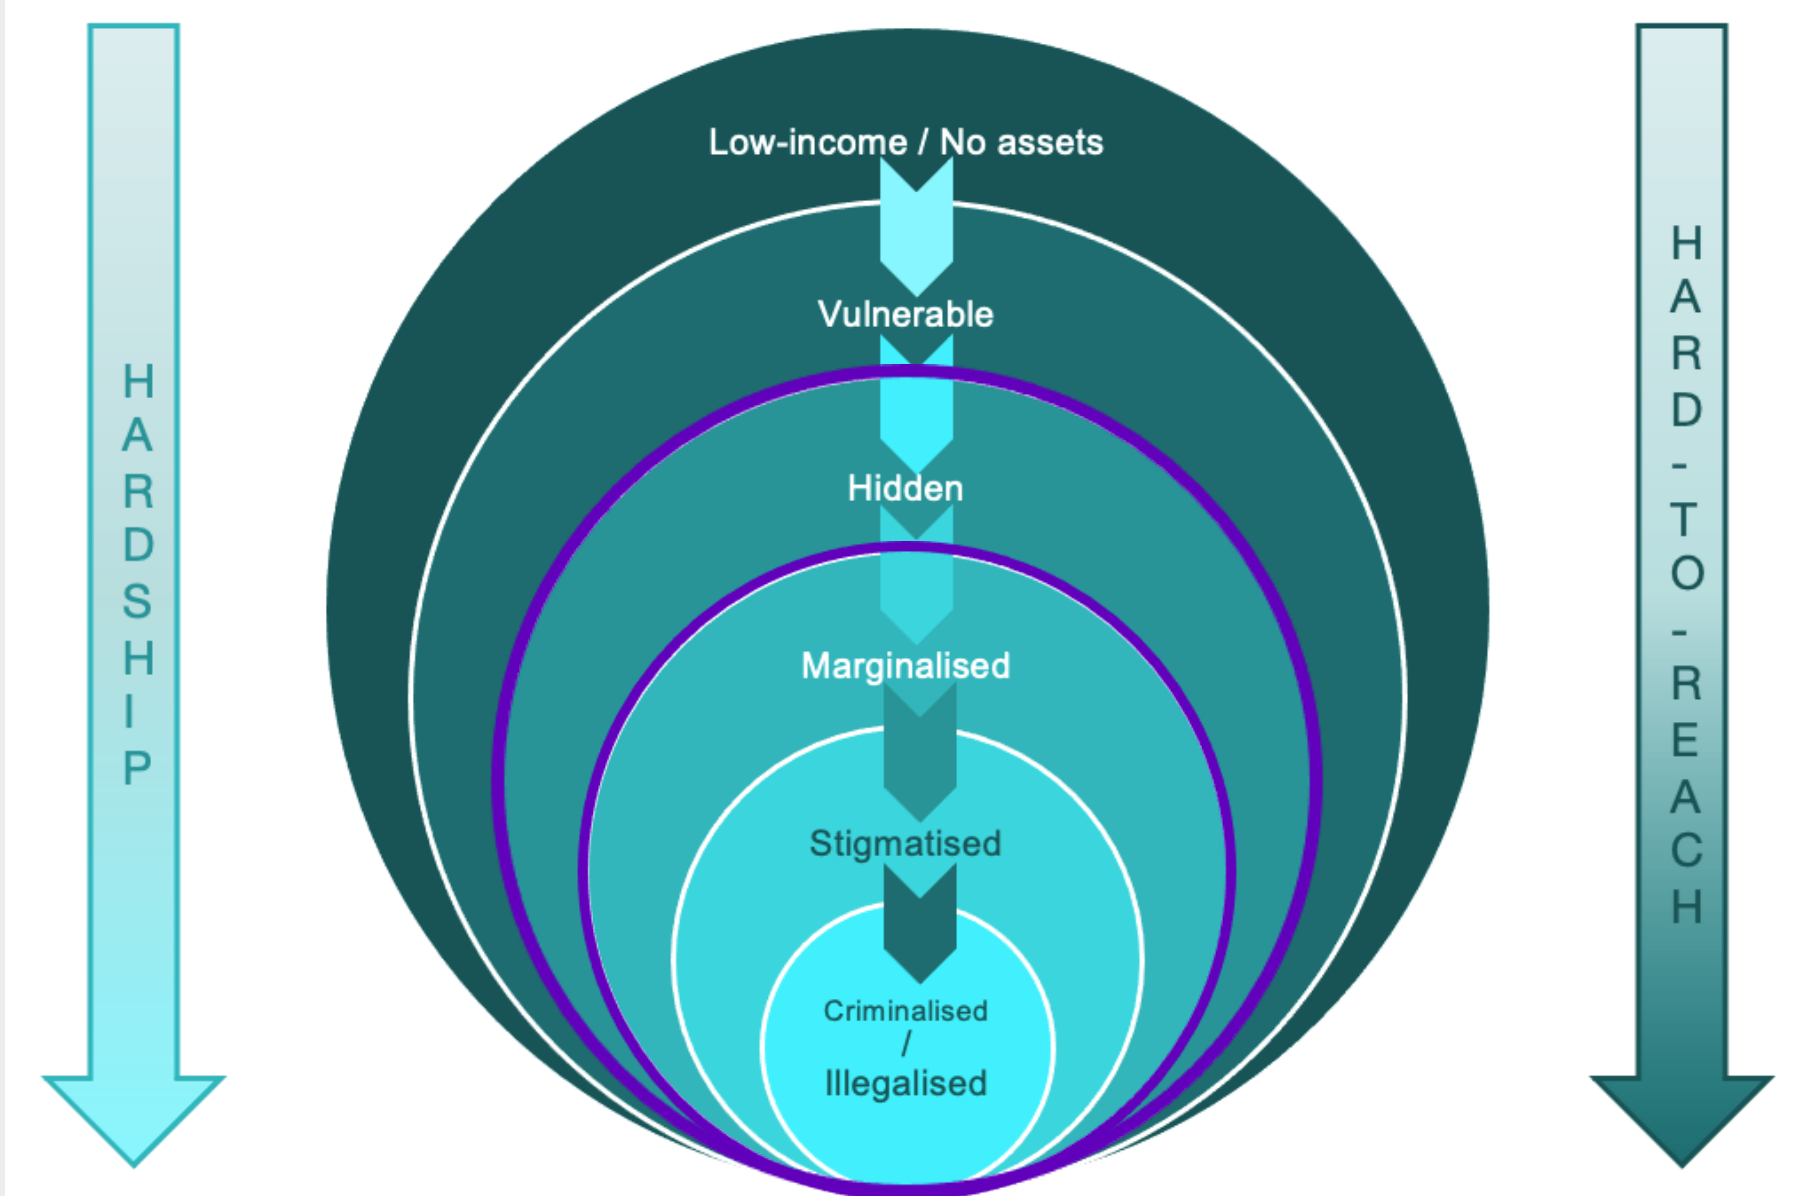 HARDSHIP
Low-income / No assets
Vulnerable
Hidden
Marginalised
Stigmatised
Criminalised
/
Illegalised
HARD-TO-REACH